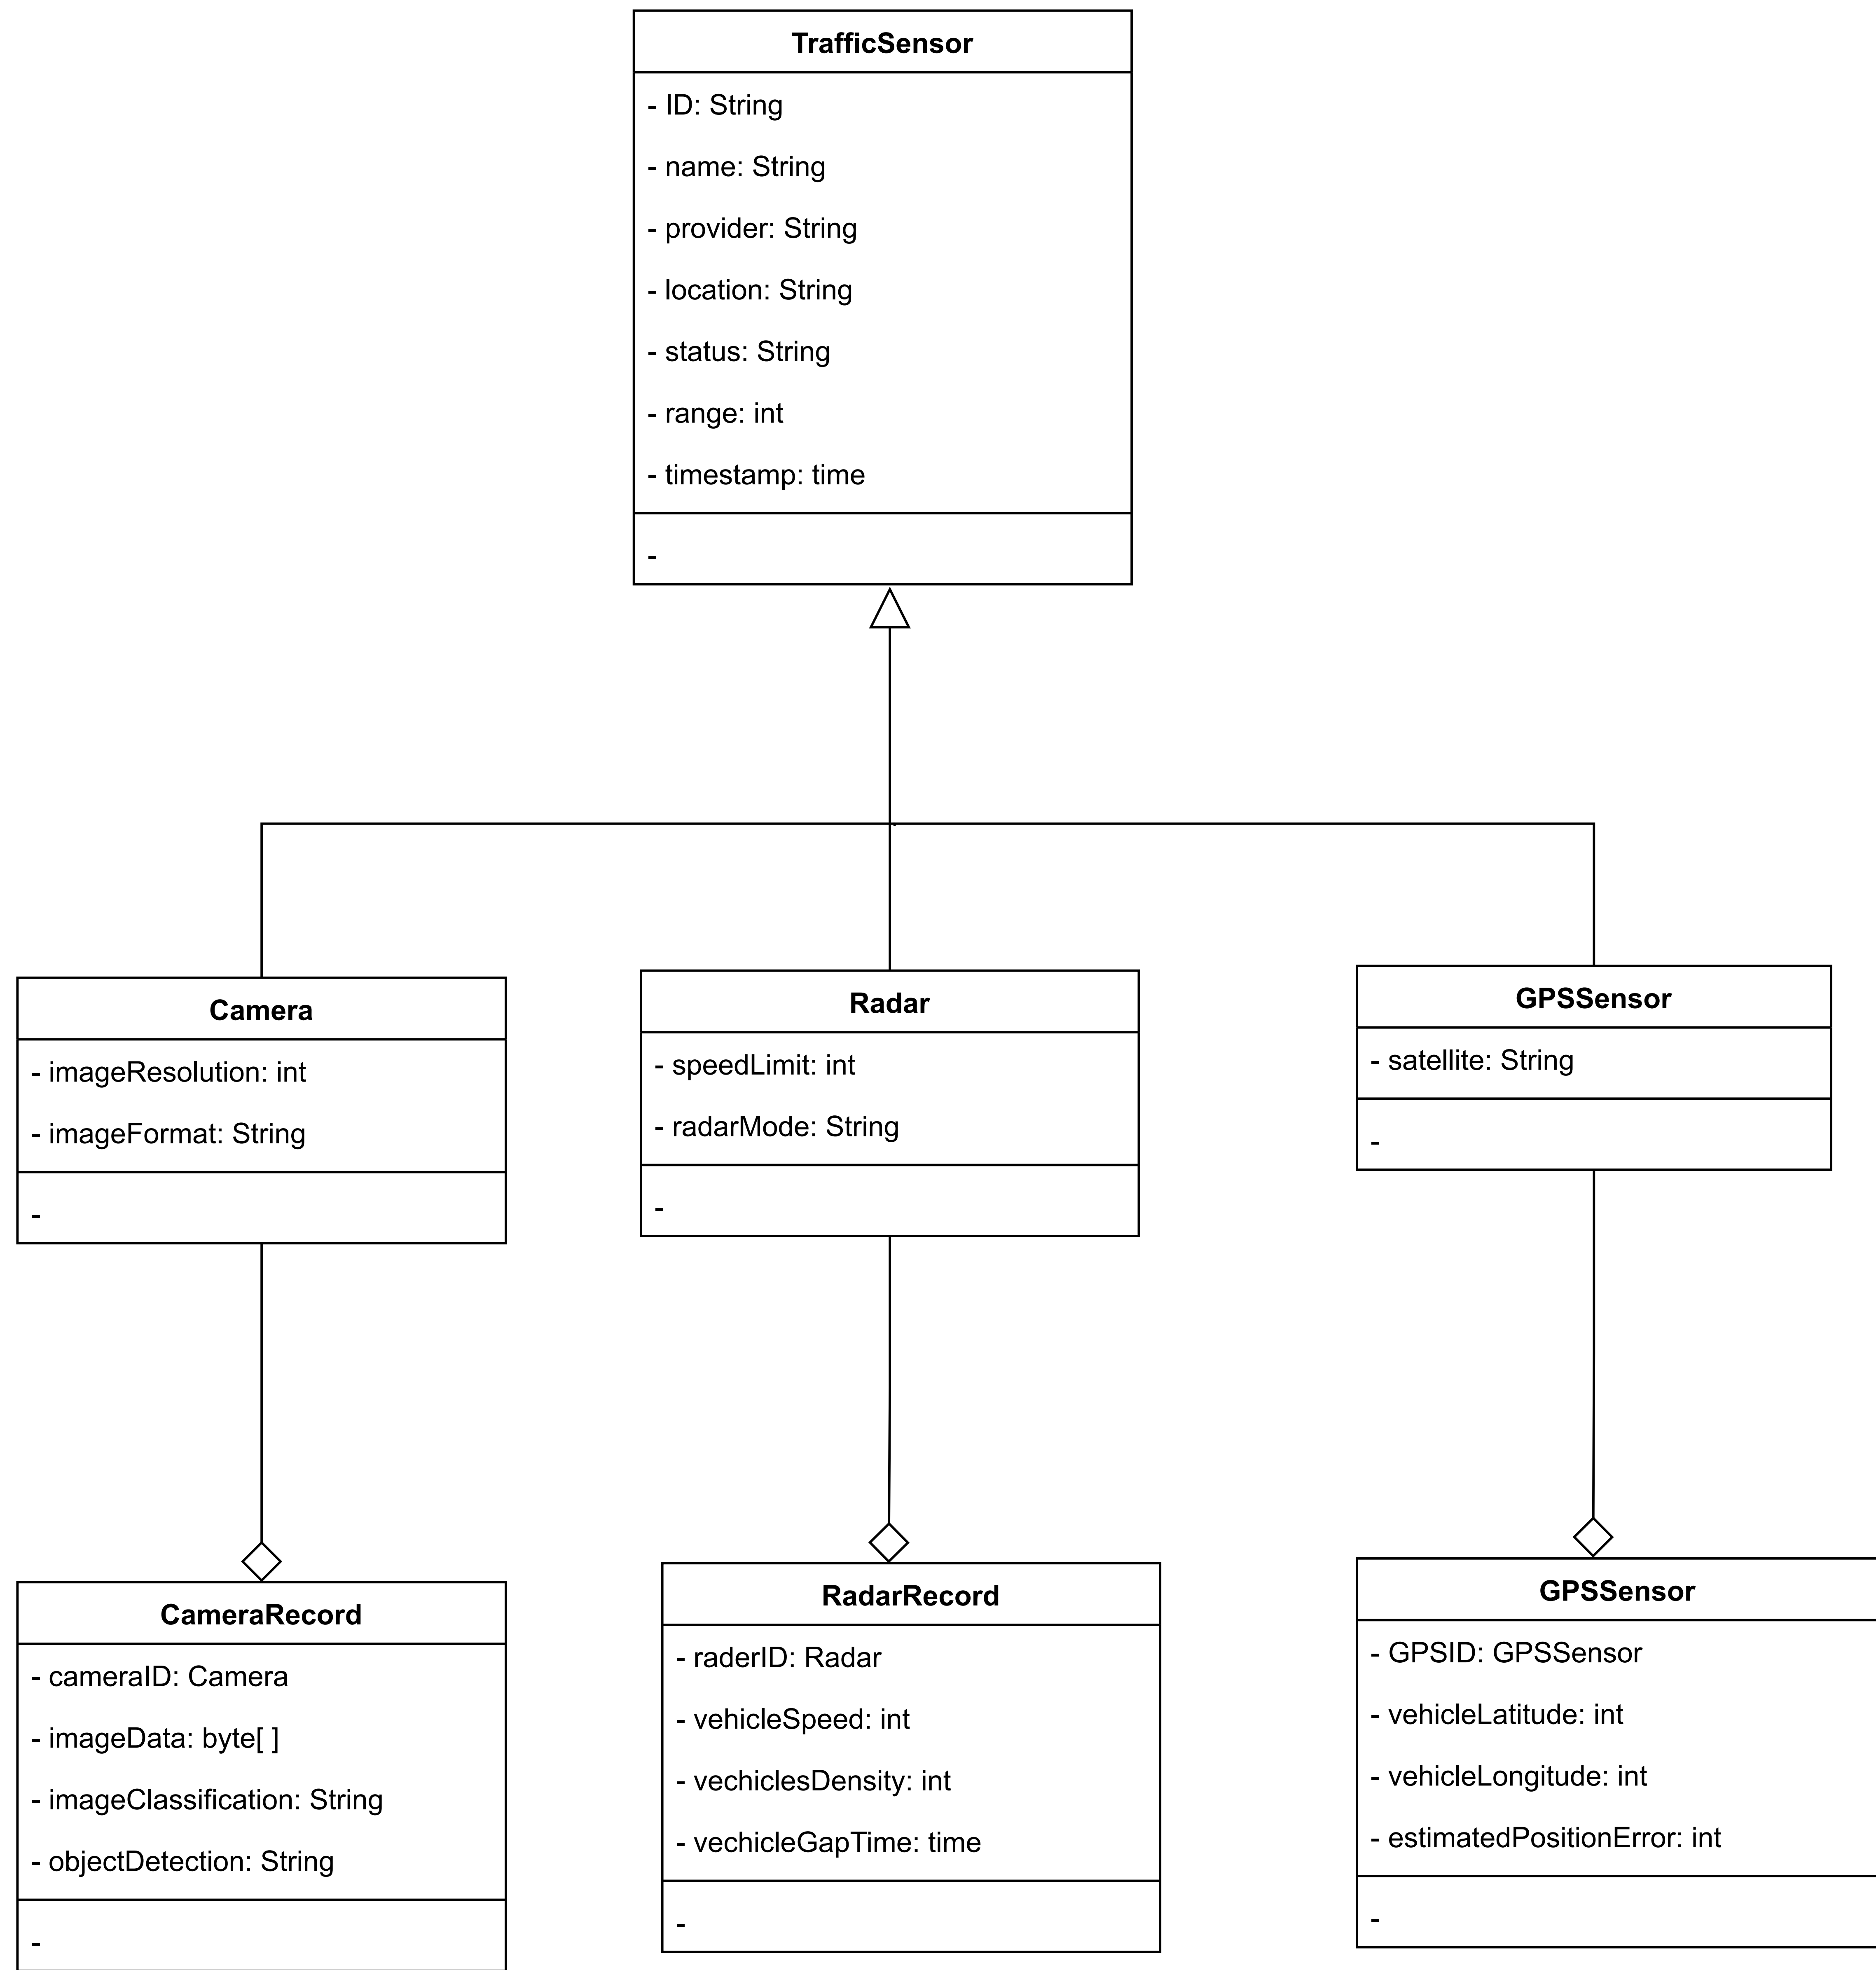 TrafficSensor
- ID: String
- name: String
- provider: String
- location: String
- status: String
- range: int
- timestamp: time
-
Camera
- imageResolution: int
- imageFormat: String
-
Radar
- speedLimit: int
- radarMode: String
-
GPSSensor
- satellite: String
-
CameraRecord
- cameraID: Camera
- imageData: byte[ ]
- imageClassification: String
- objectDetection: String
-
RadarRecord
- raderID: Radar
- vehicleSpeed: int
- vechiclesDensity: int
- vechicleGapTime: time
-
GPSSensor
- GPSID: GPSSensor
- vehicleLatitude: int
- vehicleLongitude: int
- estimatedPositionError: int
-